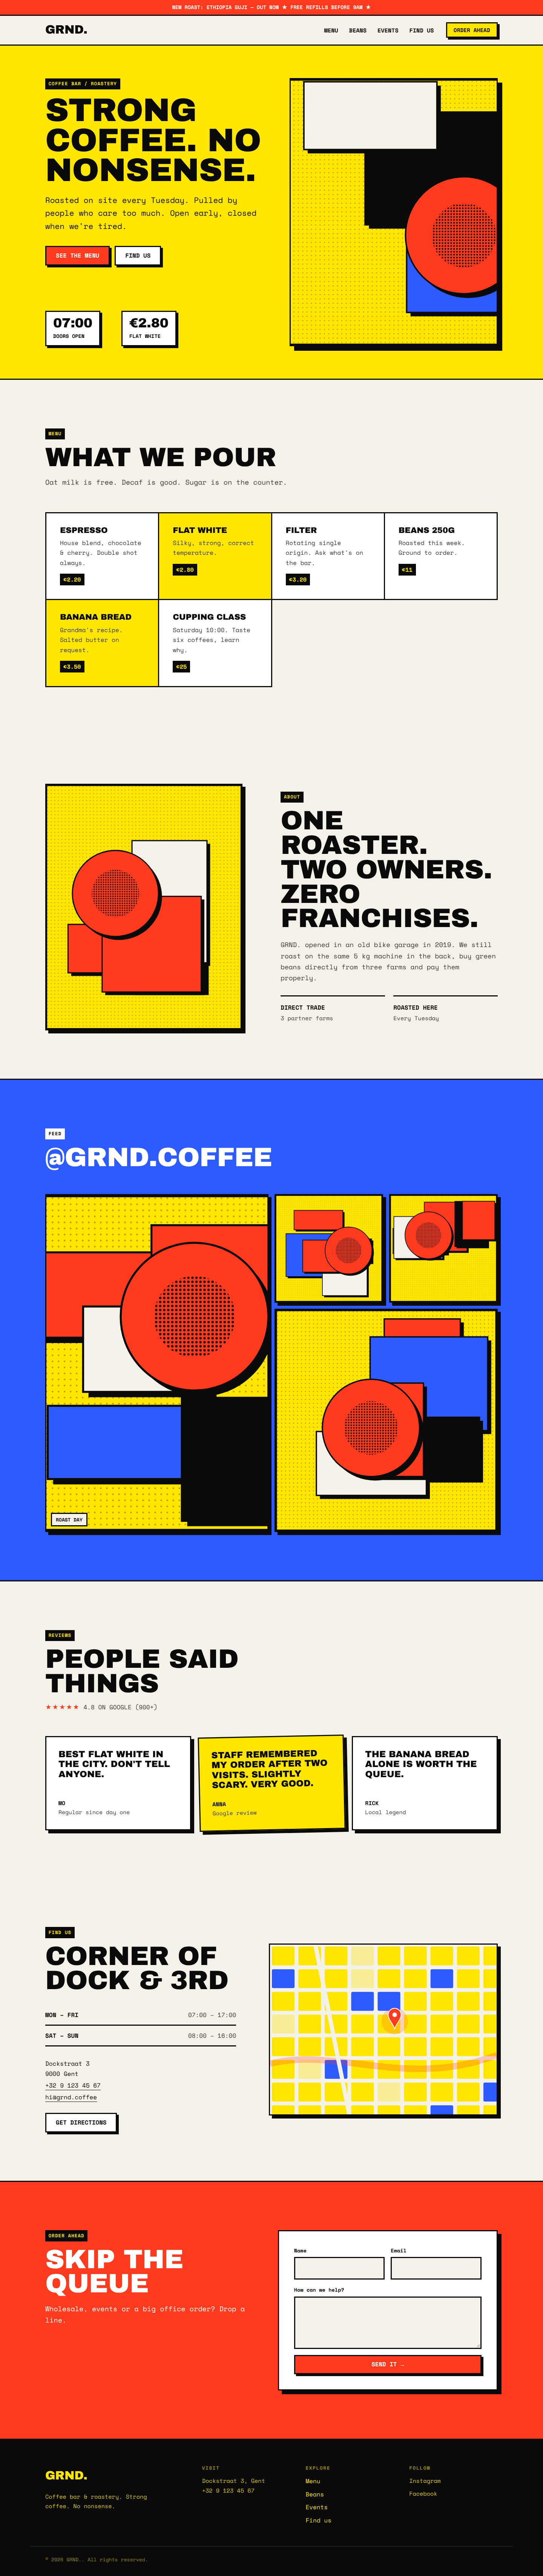 NEW ROAST: ETHIOPIA GUJI — OUT NOW ★ FREE REFILLS BEFORE 9AM ★
GRND.
MENU BEANS EVENTS FIND US ORDER AHEAD
COFFEE BAR / ROASTERY
STRONG
COFFEE. NO
NONSENSE.
Roasted on site every Tuesday. Pulled by
people who care too much. Open early, closed
when we're tired.
SEE THE MENU FIND US
07:00
DOORS OPEN
€2.80
FLAT WHITE
MENU
WHAT WE POUR
Oat milk is free. Decaf is good. Sugar is on the counter.
ESPRESSO
House blend, chocolate
& cherry. Double shot
always.
€2.20
FLAT WHITE
Silky, strong, correct
temperature.
€2.80
FILTER
Rotating single
origin. Ask what's on
the bar.
€3.20
BEANS 250G
Roasted this week.
Ground to order.
€11
BANANA BREAD
Grandma's recipe.
Salted butter on
request.
€3.50
CUPPING CLASS
Saturday 10:00. Taste
six coffees, learn
why.
€25
ABOUT
ONE
ROASTER.
TWO OWNERS.
ZERO
FRANCHISES.
GRND. opened in an old bike garage in 2019. We still
roast on the same 5 kg machine in the back, buy green
beans directly from three farms and pay them
properly.
DIRECT TRADE
3 partner farms
ROASTED HERE
Every Tuesday
FEED
@GRND.COFFEE
ROAST DAY
REVIEWS
PEOPLE SAID
THINGS
★★★★★ 4.8 ON GOOGLE (900+)
BEST FLAT WHITE IN
THE CITY. DON'T TELL
ANYONE.
MO
Regular since day one
STAFF REMEMBERED
MY ORDER AFTER TWO
VISITS. SLIGHTLY
SCARY. VERY GOOD.
ANNA
Google review
THE BANANA BREAD
ALONE IS WORTH THE
QUEUE.
RICK
Local legend
FIND US
CORNER OF
DOCK & 3RD
MON – FRI 07:00 – 17:00
SAT – SUN 08:00 – 16:00
Dockstraat 3
9000 Gent
+32 9 123 45 67
hi@grnd.coffee
GET DIRECTIONS
ORDER AHEAD
SKIP THE
QUEUE
Wholesale, events or a big office order? Drop a
line.
Name Email
How can we help?
SEND IT →
GRND.
Coffee bar & roastery. Strong
coffee. No nonsense.
VISIT
Dockstraat 3, Gent
+32 9 123 45 67
EXPLORE
Menu
Beans
Events
Find us
FOLLOW
Instagram
Facebook
© 2026 GRND.. All rights reserved.